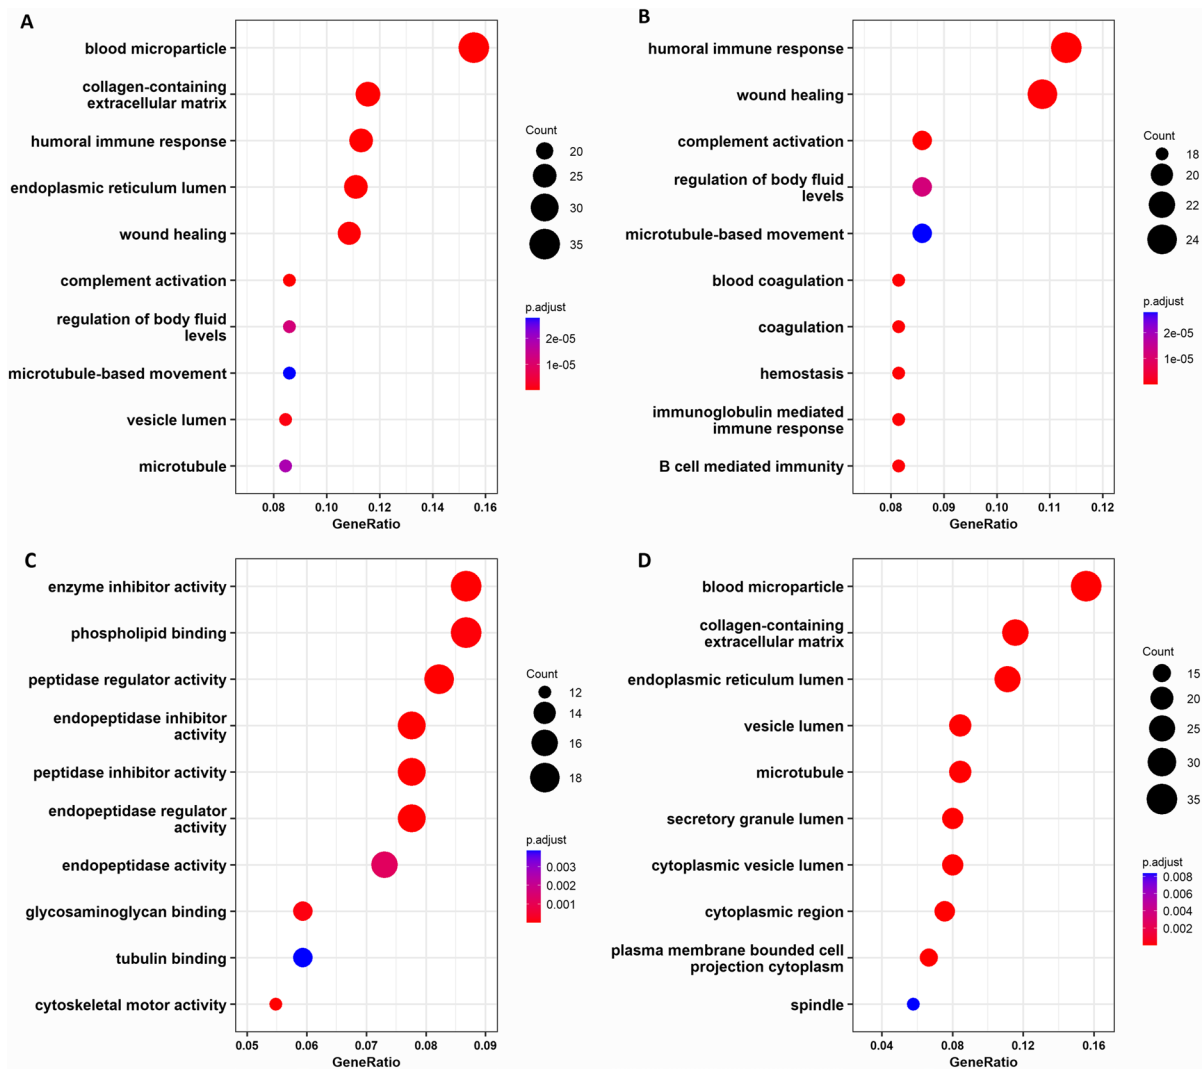 A
blood microparticle
collagen-containing
extracellular matrix
humoral immune response
endoplasmic reticulum lumen
wound healing
complement activation
regulation of body fluid
levels
microtubule-based movement
vesicle lumen
microtubule
0.08 0.10 0.12 0.14 0.16
GeneRatio
Count
20
25
30
35
p.adjust
2e-05
1e-05
B
humoral immune response
wound healing
complement activation
regulation of body fluid
levels
microtubule-based movement
blood coagulation
coagulation
hemostasis
immunoglobulin mediated
immune response
B cell mediated immunity
0.08 0.09 0.10 0.11 0.12
GeneRatio
Count
18
20
22
24
p.adjust
2e-05
1e-05
C
enzyme inhibitor activity
phospholipid binding
peptidase regulator activity
endopeptidase inhibitor
activity
peptidase inhibitor activity
endopeptidase regulator
activity
endopeptidase activity
glycosaminoglycan binding
tubulin binding
cytoskeletal motor activity
0.05 0.06 0.07 0.08 0.09
GeneRatio
Count
12
14
16
18
p.adjust
0.003
0.002
0.001
D
blood microparticle
collagen-containing
extracellular matrix
endoplasmic reticulum lumen
vesicle lumen
microtubule
secretory granule lumen
cytoplasmic vesicle lumen
cytoplasmic region
plasma membrane bounded cell
projection cytoplasm
spindle
0.04 0.08 0.12 0.16
GeneRatio
Count
15
20
25
30
35
p.adjust
0.008
0.006
0.004
0.002